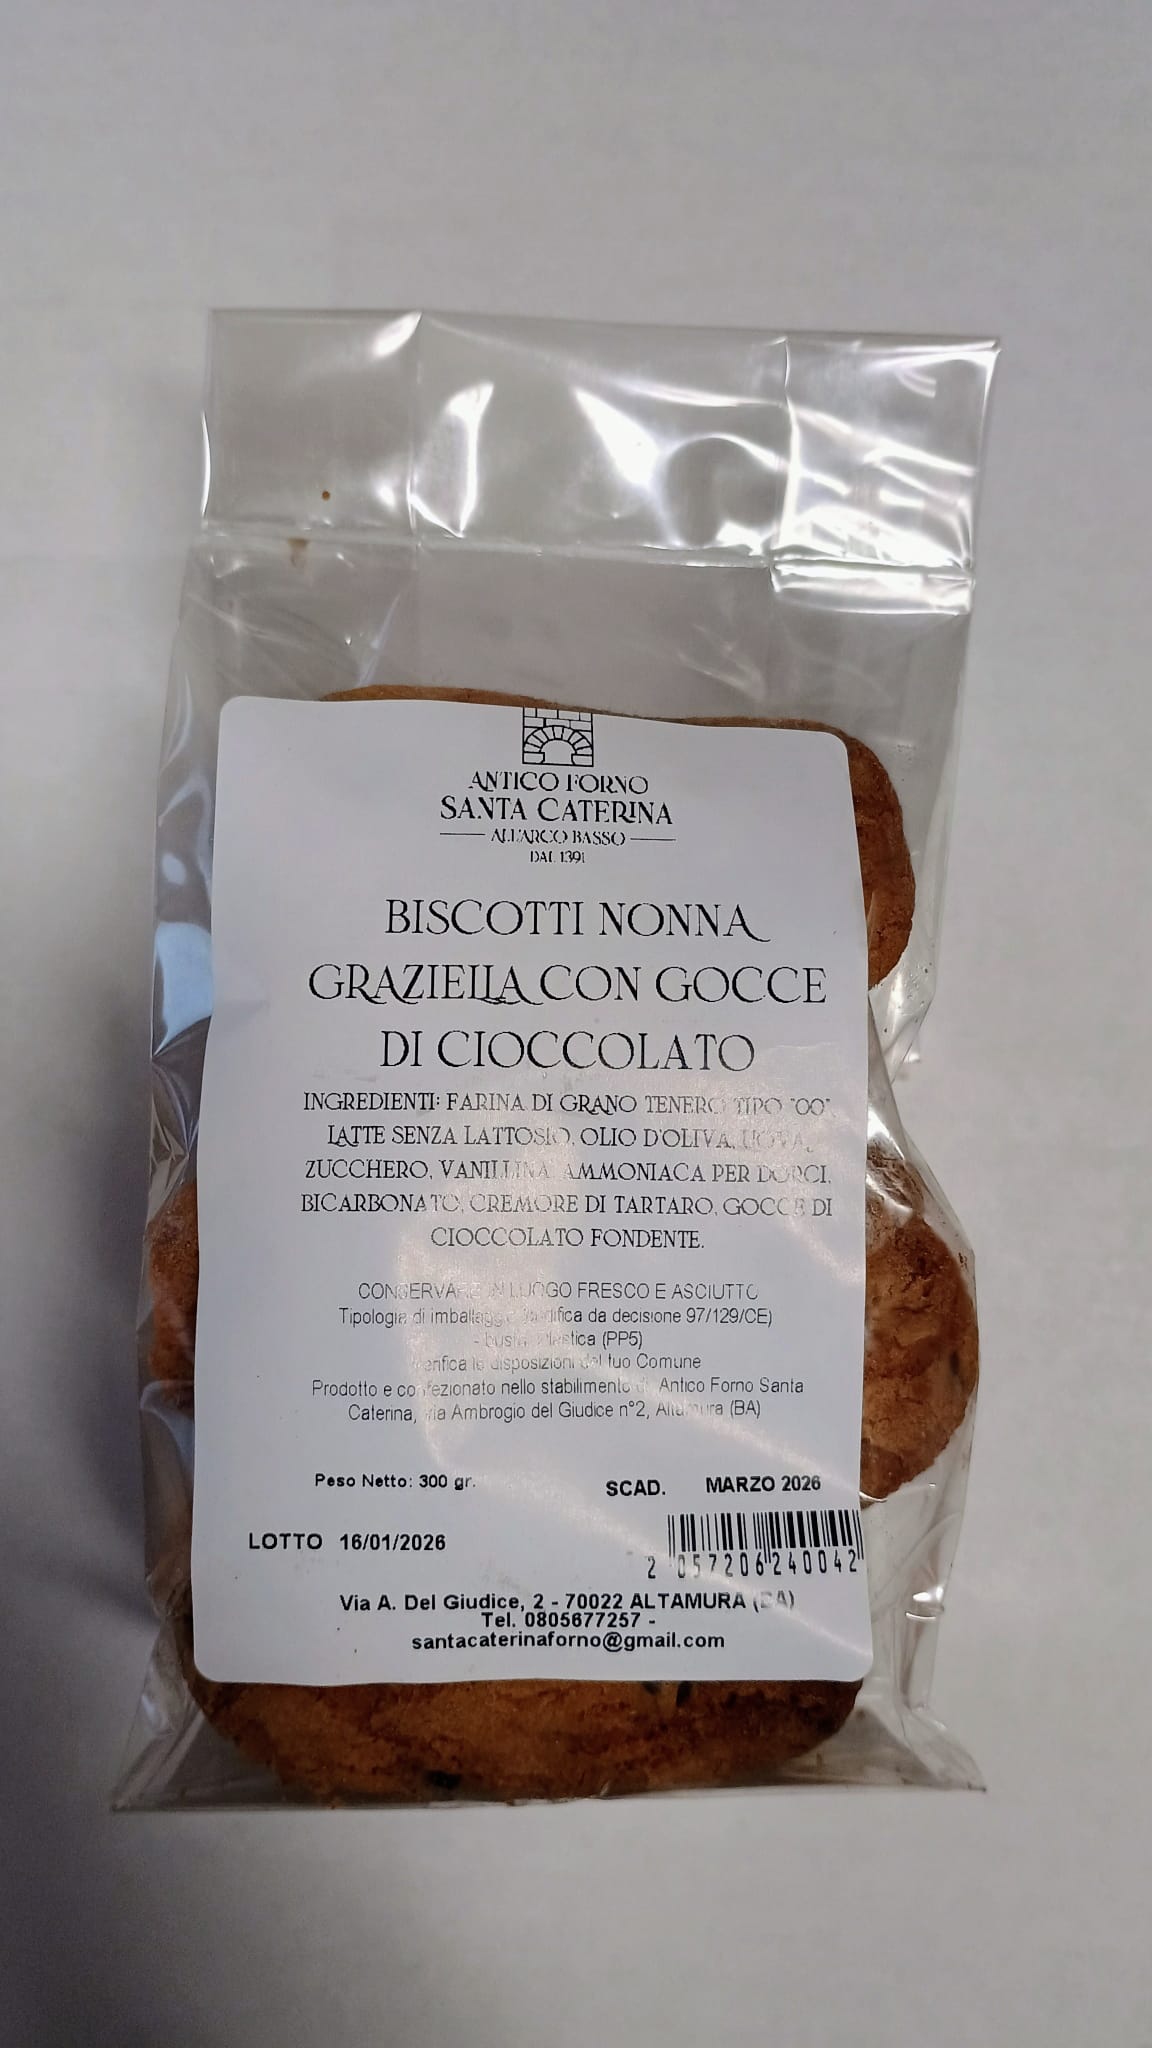 ANTICO FORNO
SANTA CATERINA
ALL'ARCO BASSO
DAL 1391
BISCOTTI NONNA
GRAZIELLA CON GOCCE
DI CIOCCOLATO
INGREDIENTI: FARINA DI GRANO TENERO TIPO "00",
LATTE SENZA LATTOSIO, OLIO D'OLIVA, UOVA,
ZUCCHERO, VANILLINA, AMMONIACA PER DOLCI,
BICARBONATO, CREMORE DI TARTARO, GOCCE DI
CIOCCOLATO FONDENTE.
CONSERVARE IN LUOGO FRESCO E ASCIUTTO
Tipologia di imballaggio da decisione 97/129/CE)
- busta plastica (PP5)
Verifica le disposizioni del tuo Comune
Prodotto e confezionato nello stabilimento di Antico Forno Santa
Caterina, via Ambrogio del Giudice n°2, Altamura (BA)
Peso Netto: 300 gr. SCAD. MARZO 2026
LOTTO 16/01/2026
2 057206 240042
Via A. Del Giudice, 2 - 70022 ALTAMURA (BA)
Tel. 0805677257 -
santacaterinaforno@gmail.com